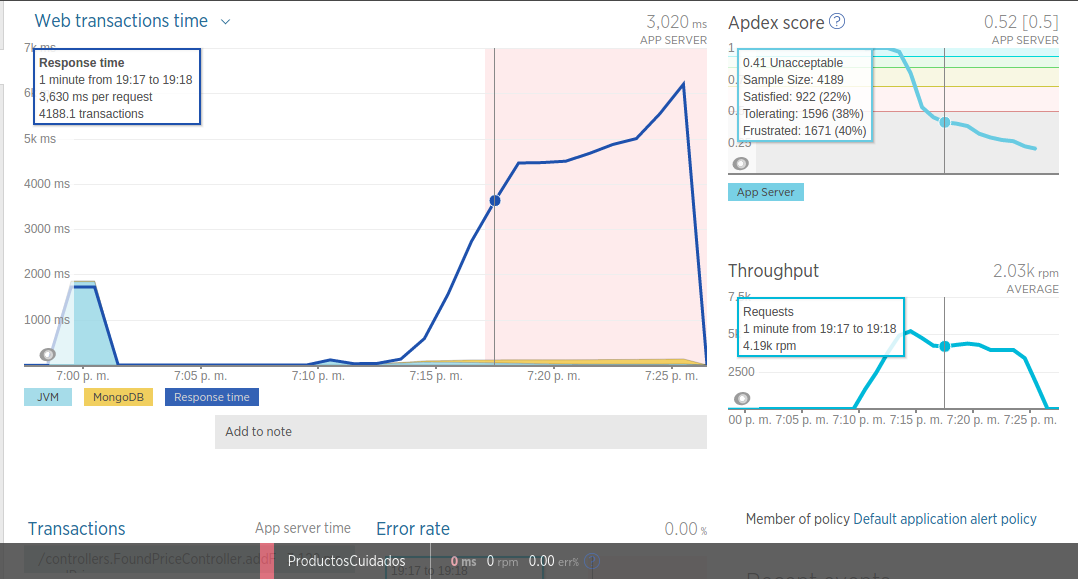 Web transactions time
3,020 ms
APP SERVER
7k ms
Response time
1 minute from 19:17 to 19:18
3,630 ms per request
4188.1 transactions
5k ms
4000 ms
3000 ms
2000 ms
1000 ms
7:00 p. m.
7:05 p. m.
7:10 p. m.
7:15 p. m.
7:20 p. m.
7:25 p. m.
JVM
MongoDB
Response time
Add to note
Apdex score ?
0.52 [0.5]
APP SERVER
1
0.41 Unacceptable
Sample Size: 4189
Satisfied: 922 (22%)
Tolerating: 1596 (38%)
Frustrated: 1671 (40%)
0.25
App Server
Throughput
2.03k rpm
AVERAGE
7.5k
Requests
1 minute from 19:17 to 19:18
4.19k rpm
2500
00 p. m.
7:05 p. m.
7:10 p. m.
7:15 p. m.
7:20 p. m.
7:25 p. m.
Transactions
App server time
Error rate
0.00 %
Member of policy Default application alert policy
/controllers.FoundPriceController.addF
ProductosCuidados
0 ms
0 rpm
0.00 err%
19:17 to 19:18
Recent events